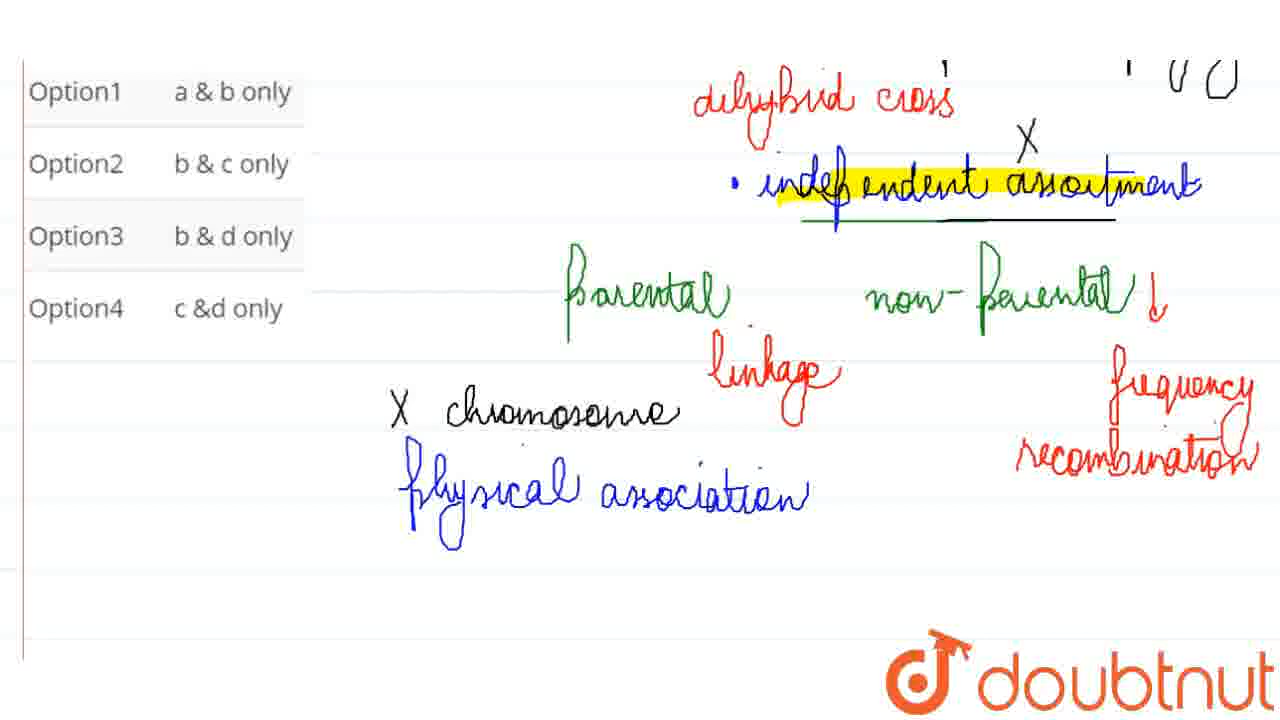 Option1 a & b only
Option2 b & c only
Option3 b & d only
Option4 c &d only
dihybrid cross
X
• independent assortment
parental non-parental ↓
linkage
frequency
X chromosome
recombination
physical association
doubtnut